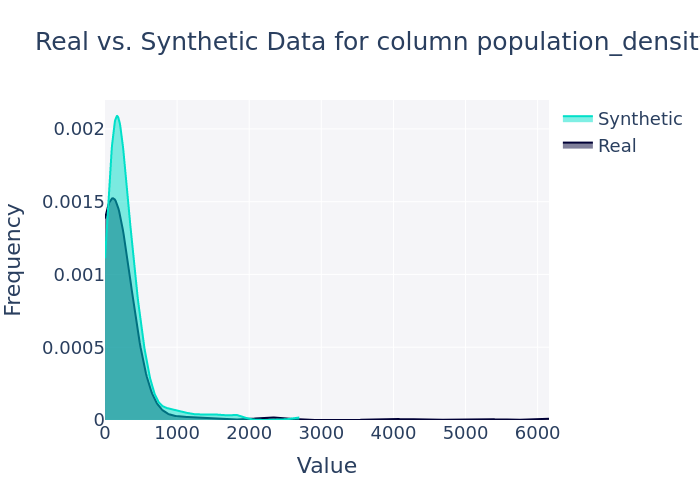 Real vs. Synthetic Data for column population_densit
Synthetic
Real
Frequency
0.002
0.0015
0.001
0.0005
0
0 1000 2000 3000 4000 5000 6000
Value